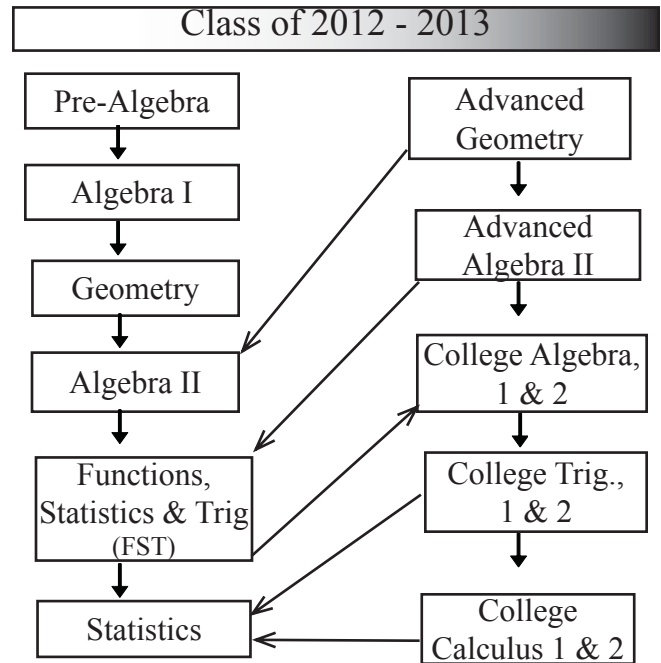 Class of 2012 - 2013
Pre-Algebra
Algebra I
Geometry
Algebra II
Functions,
Statistics & Trig
(FST)
Statistics
Advanced
Geometry
Advanced
Algebra II
College Algebra,
1 & 2
College Trig.,
1 & 2
College
Calculus 1 & 2